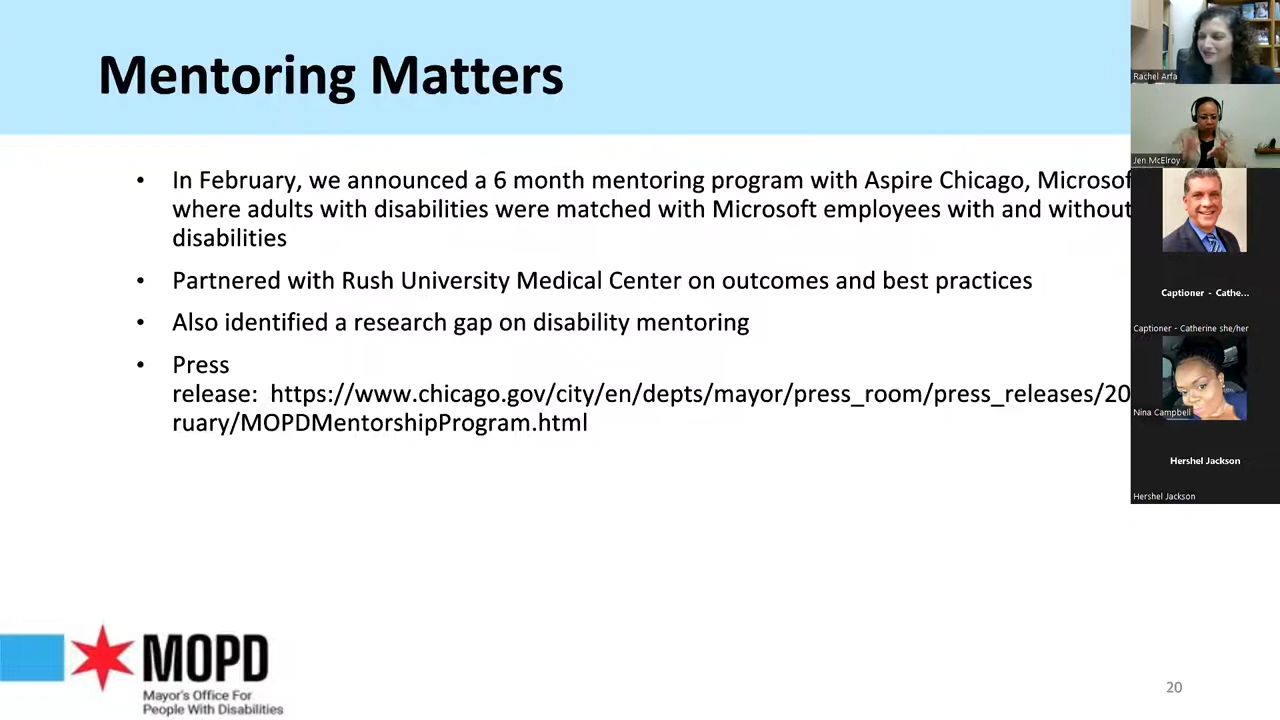 Mentoring Matters
• In February, we announced a 6 month mentoring program with Aspire Chicago, Microsof
where adults with disabilities were matched with Microsoft employees with and without
disabilities
• Partnered with Rush University Medical Center on outcomes and best practices
• Also identified a research gap on disability mentoring
• Press
release: https://www.chicago.gov/city/en/depts/mayor/press_room/press_releases/20
ruary/MOPDMentorshipProgram.html
Rachel Arfa
Jen McElroy
Captioner - Cathe...
Captioner - Catherine she/her
Nina Campbell
Hershel Jackson
Hershel Jackson
MOPD
Mayor's Office For
People With Disabilities
20